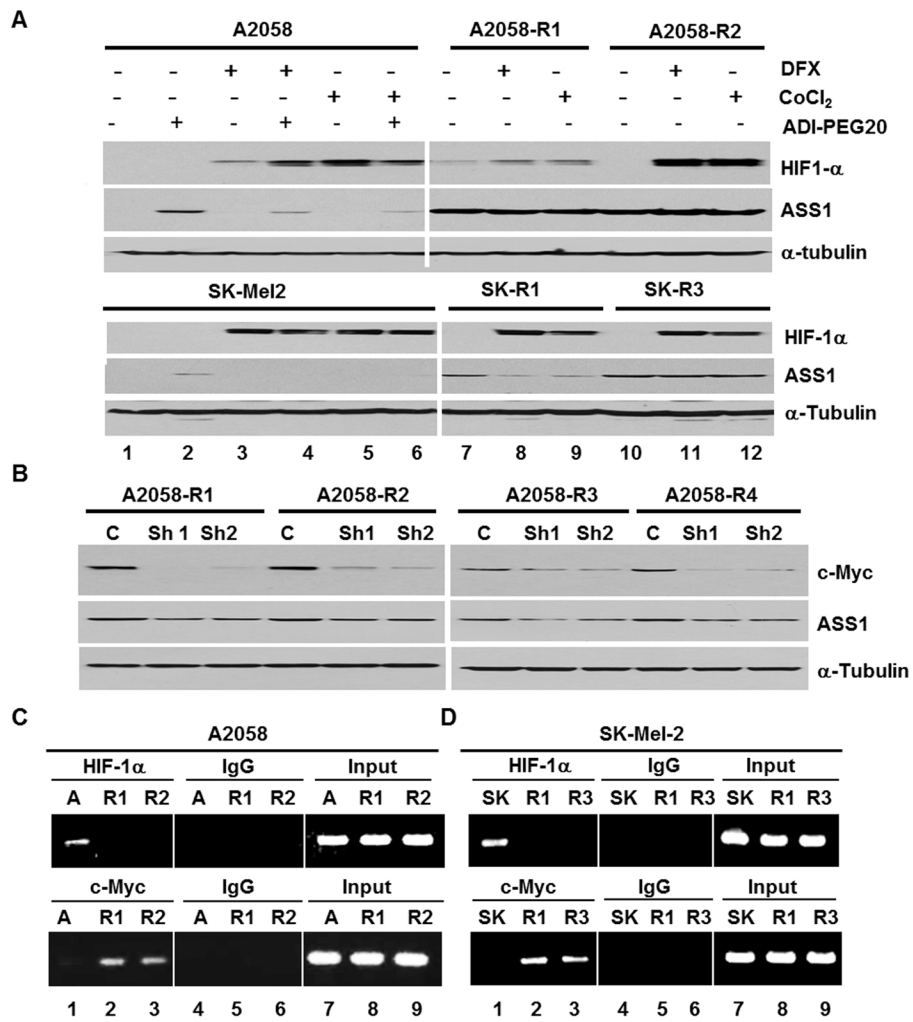 A
A2058 A2058-R1 A2058-R2
- - + + - - - + - - + - DFX
- - - - + + - - + - - + CoCl2
- + - + - + - - - - - - ADI-PEG20
HIF1-α
ASS1
α-tubulin
SK-Mel2 SK-R1 SK-R3
HIF-1α
ASS1
α-Tubulin
1 2 3 4 5 6 7 8 9 10 11 12
B
A2058-R1 A2058-R2 A2058-R3 A2058-R4
C Sh 1 Sh2 C Sh1 Sh2 C Sh1 Sh2 C Sh1 Sh2
c-Myc
ASS1
α-Tubulin
C D
A2058 SK-Mel-2
HIF-1α IgG Input HIF-1α IgG Input
A R1 R2 A R1 R2 A R1 R2 SK R1 R3 SK R1 R3 SK R1 R3
c-Myc IgG Input c-Myc IgG Input
A R1 R2 A R1 R2 A R1 R2 SK R1 R3 SK R1 R3 SK R1 R3
1 2 3 4 5 6 7 8 9 1 2 3 4 5 6 7 8 9